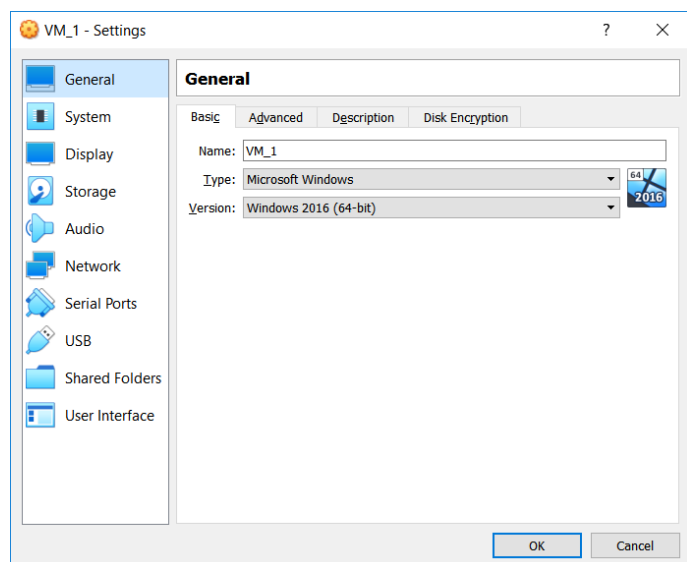 VM_1 - Settings
?
General
System
Display
Storage
Audio
Network
Serial Ports
USB
Shared Folders
User Interface
General
Basic Advanced Description Disk Encryption
Name: VM_1
Type: Microsoft Windows
64
2016
Version: Windows 2016 (64-bit)
OK Cancel